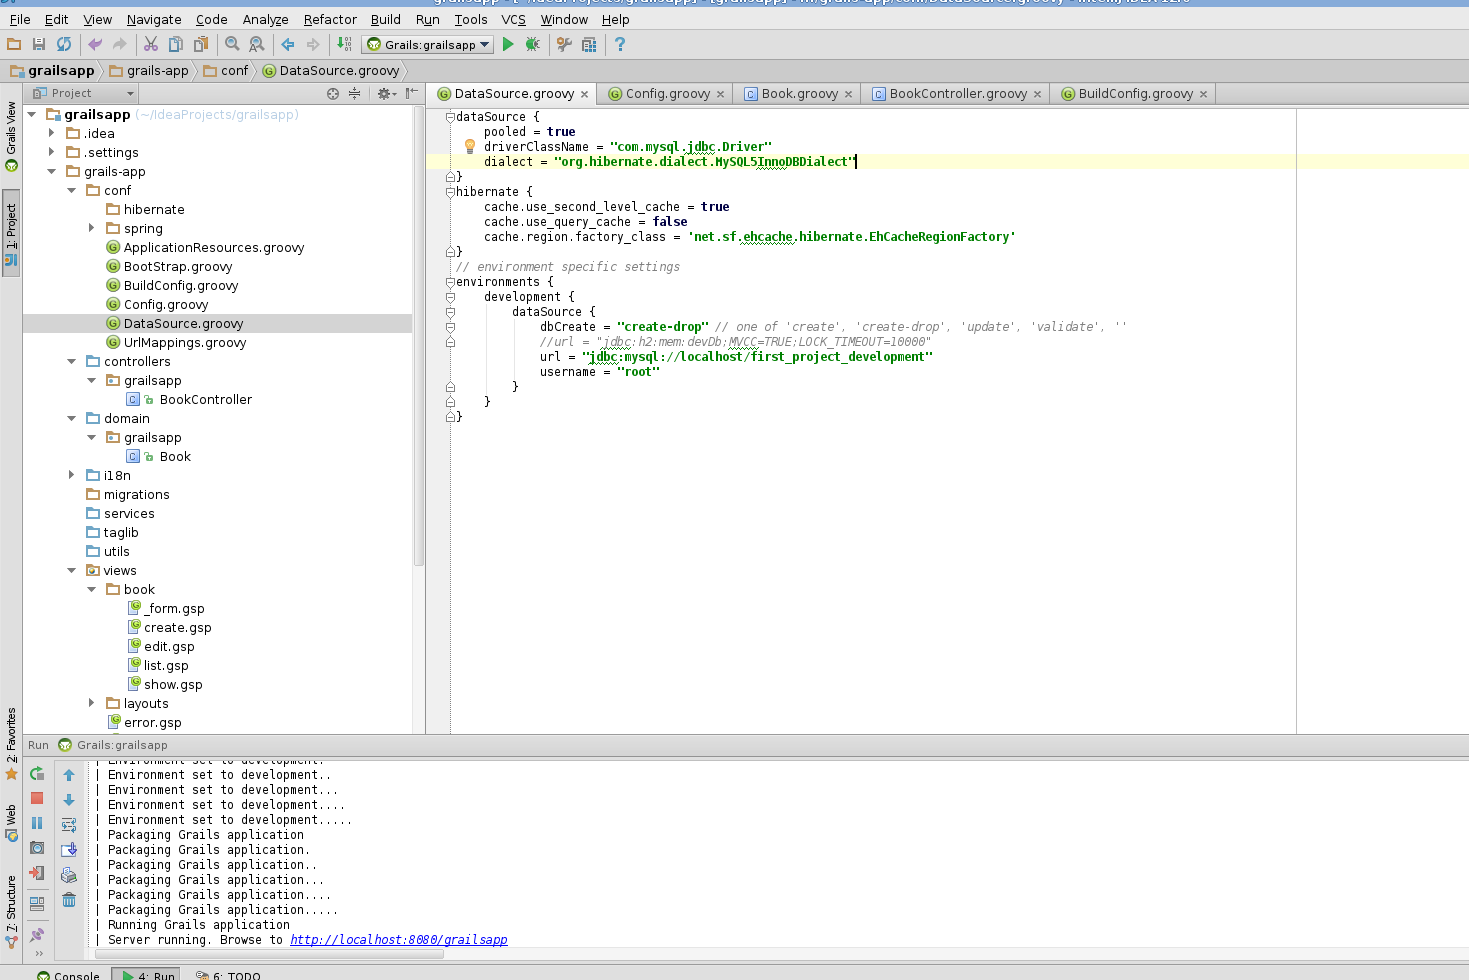 File Edit View Navigate Code Analyze Refactor Build Run Tools VCS Window Help
Grails:grailsapp
grailsapp grails-app conf DataSource.groovy
Project
DataSource.groovy Config.groovy Book.groovy BookController.groovy BuildConfig.groovy
Grails View
1: Project
2: Favorites
Web
7: Structure
grailsapp (~/IdeaProjects/grailsapp)
.idea
.settings
grails-app
conf
hibernate
spring
ApplicationResources.groovy
BootStrap.groovy
BuildConfig.groovy
Config.groovy
DataSource.groovy
UrlMappings.groovy
controllers
grailsapp
BookController
domain
grailsapp
Book
i18n
migrations
services
taglib
utils
views
book
_form.gsp
create.gsp
edit.gsp
list.gsp
show.gsp
layouts
error.gsp
dataSource {
pooled = true
driverClassName = "com.mysql.jdbc.Driver"
dialect = "org.hibernate.dialect.MySQL5InnoDBDialect"
}
hibernate {
cache.use_second_level_cache = true
cache.use_query_cache = false
cache.region.factory_class = 'net.sf.ehcache.hibernate.EhCacheRegionFactory'
}
// environment specific settings
environments {
development {
dataSource {
dbCreate = "create-drop" // one of 'create', 'create-drop', 'update', 'validate', ''
//url = "jdbc:h2:mem:devDb;MVCC=TRUE;LOCK_TIMEOUT=10000"
url = "jdbc:mysql://localhost/first_project_development"
username = "root"
}
}
}
Run Grails:grailsapp
| Environment set to development.
| Environment set to development..
| Environment set to development...
| Environment set to development....
| Environment set to development.....
| Packaging Grails application
| Packaging Grails application.
| Packaging Grails application..
| Packaging Grails application...
| Packaging Grails application....
| Packaging Grails application.....
| Running Grails application
| Server running. Browse to http://localhost:8080/grailsapp
Console 4: Run 6: TODO